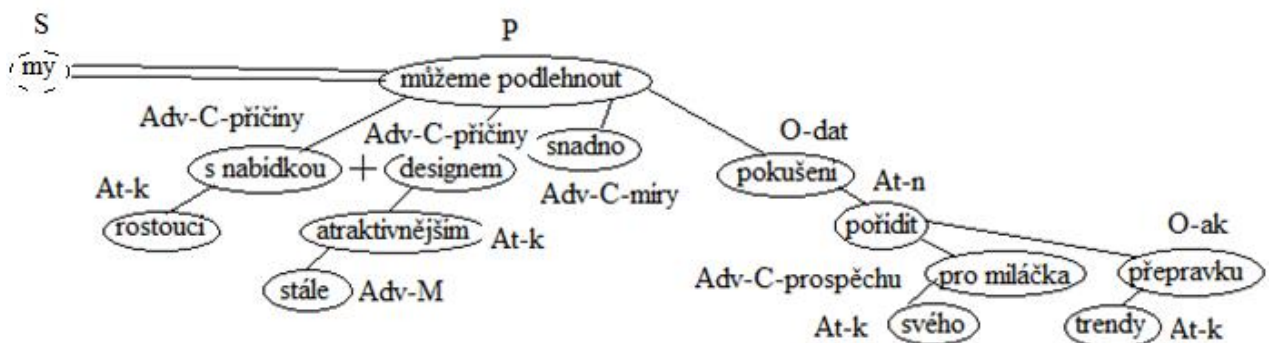 S
P
my
můžeme podlehnout
Adv-C-příčiny
Adv-C-příčiny
O-dat
s nabídkou + designem
snadno
pokušení
At-k
Adv-C-míry
At-n
rostoucí
atraktivnějším
At-k
pořídit
O-ak
stále
Adv-M
Adv-C-prospěchu
pro miláčka
přepravku
At-k
svého
trendy
At-k